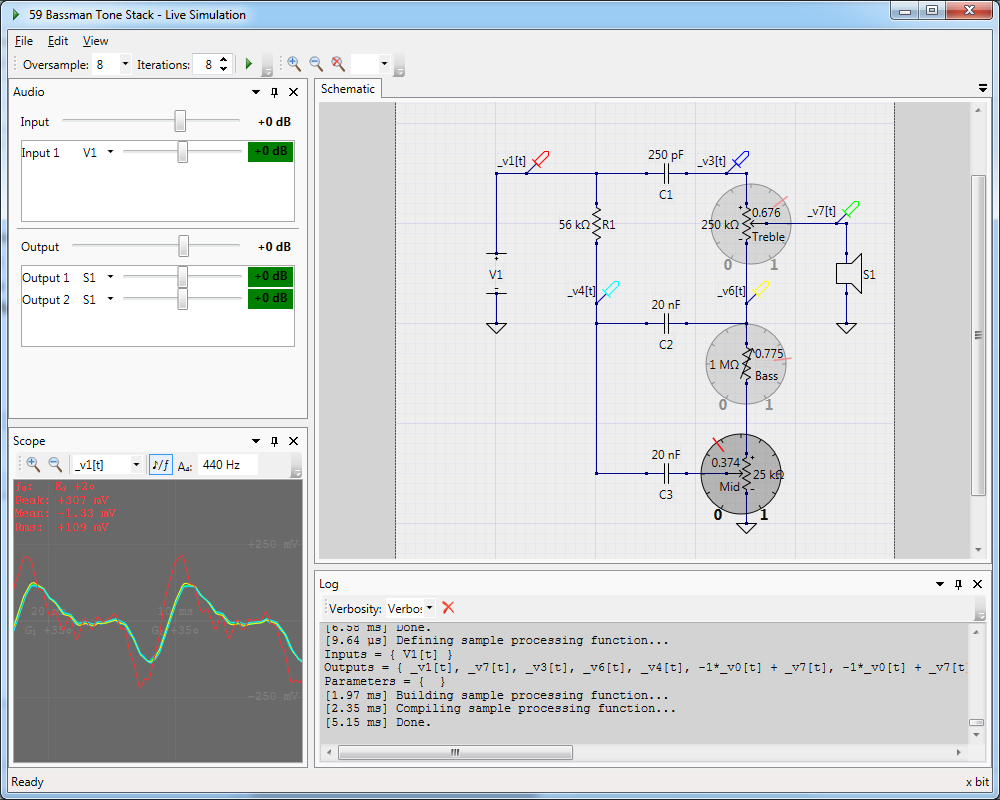 59 Bassman Tone Stack - Live Simulation
File Edit View
Oversample: 8 Iterations: 8
Audio
Input +0 dB
Input 1 V1 +0 dB
Output +0 dB
Output 1 S1 +0 dB
Output 2 S1 +0 dB
Scope
_v1[t] ♪/f A₄: 440 Hz
Peak: +307 mV
Mean: -1.33 mV
Rms: +109 mV
+250 mV
10 ms
-250 mV
Schematic
250 pF
_v1[t] _v3[t]
C1
_v7[t]
0.676
56 kΩ R1 250 kΩ
Treble
0 1
V1 S1
_v4[t] _v6[t]
20 nF
C2
0.775
1 MΩ
Bass
0 1
20 nF
0.374 25 kΩ
Mid
C3
0 1
Log
Verbosity: Verbo:
[6.58 ms] Done.
[9.64 µs] Defining sample processing function...
Inputs = { V1[t] }
Outputs = { _v1[t], _v7[t], _v3[t], _v6[t], _v4[t], -1*_v0[t] + _v7[t], -1*_v0[t] + _v7[t
Parameters = { }
[1.97 ms] Building sample processing function...
[2.35 ms] Compiling sample processing function...
[5.15 ms] Done.
Ready x bit